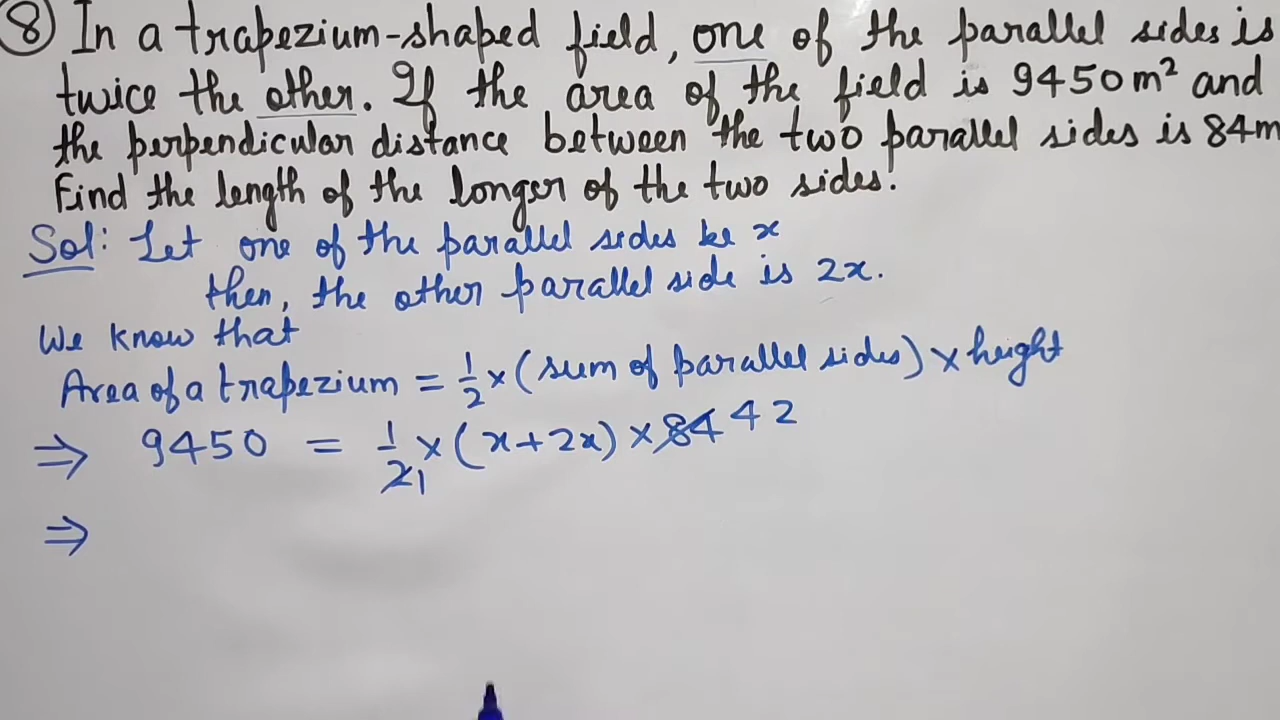 8 In a trapezium-shaped field, one of the parallel sides is
twice the other. If the area of the field is 9450 m² and
the perpendicular distance between the two parallel sides is 84m
Find the length of the longer of the two sides.
Sol: Let one of the parallel sides be x
then, the other parallel side is 2x.
We know that
Area of a trapezium = 1/2 × (sum of parallel sides) × height
⇒ 9450 = 1/2 1 × (x+2x) × 84 42
⇒